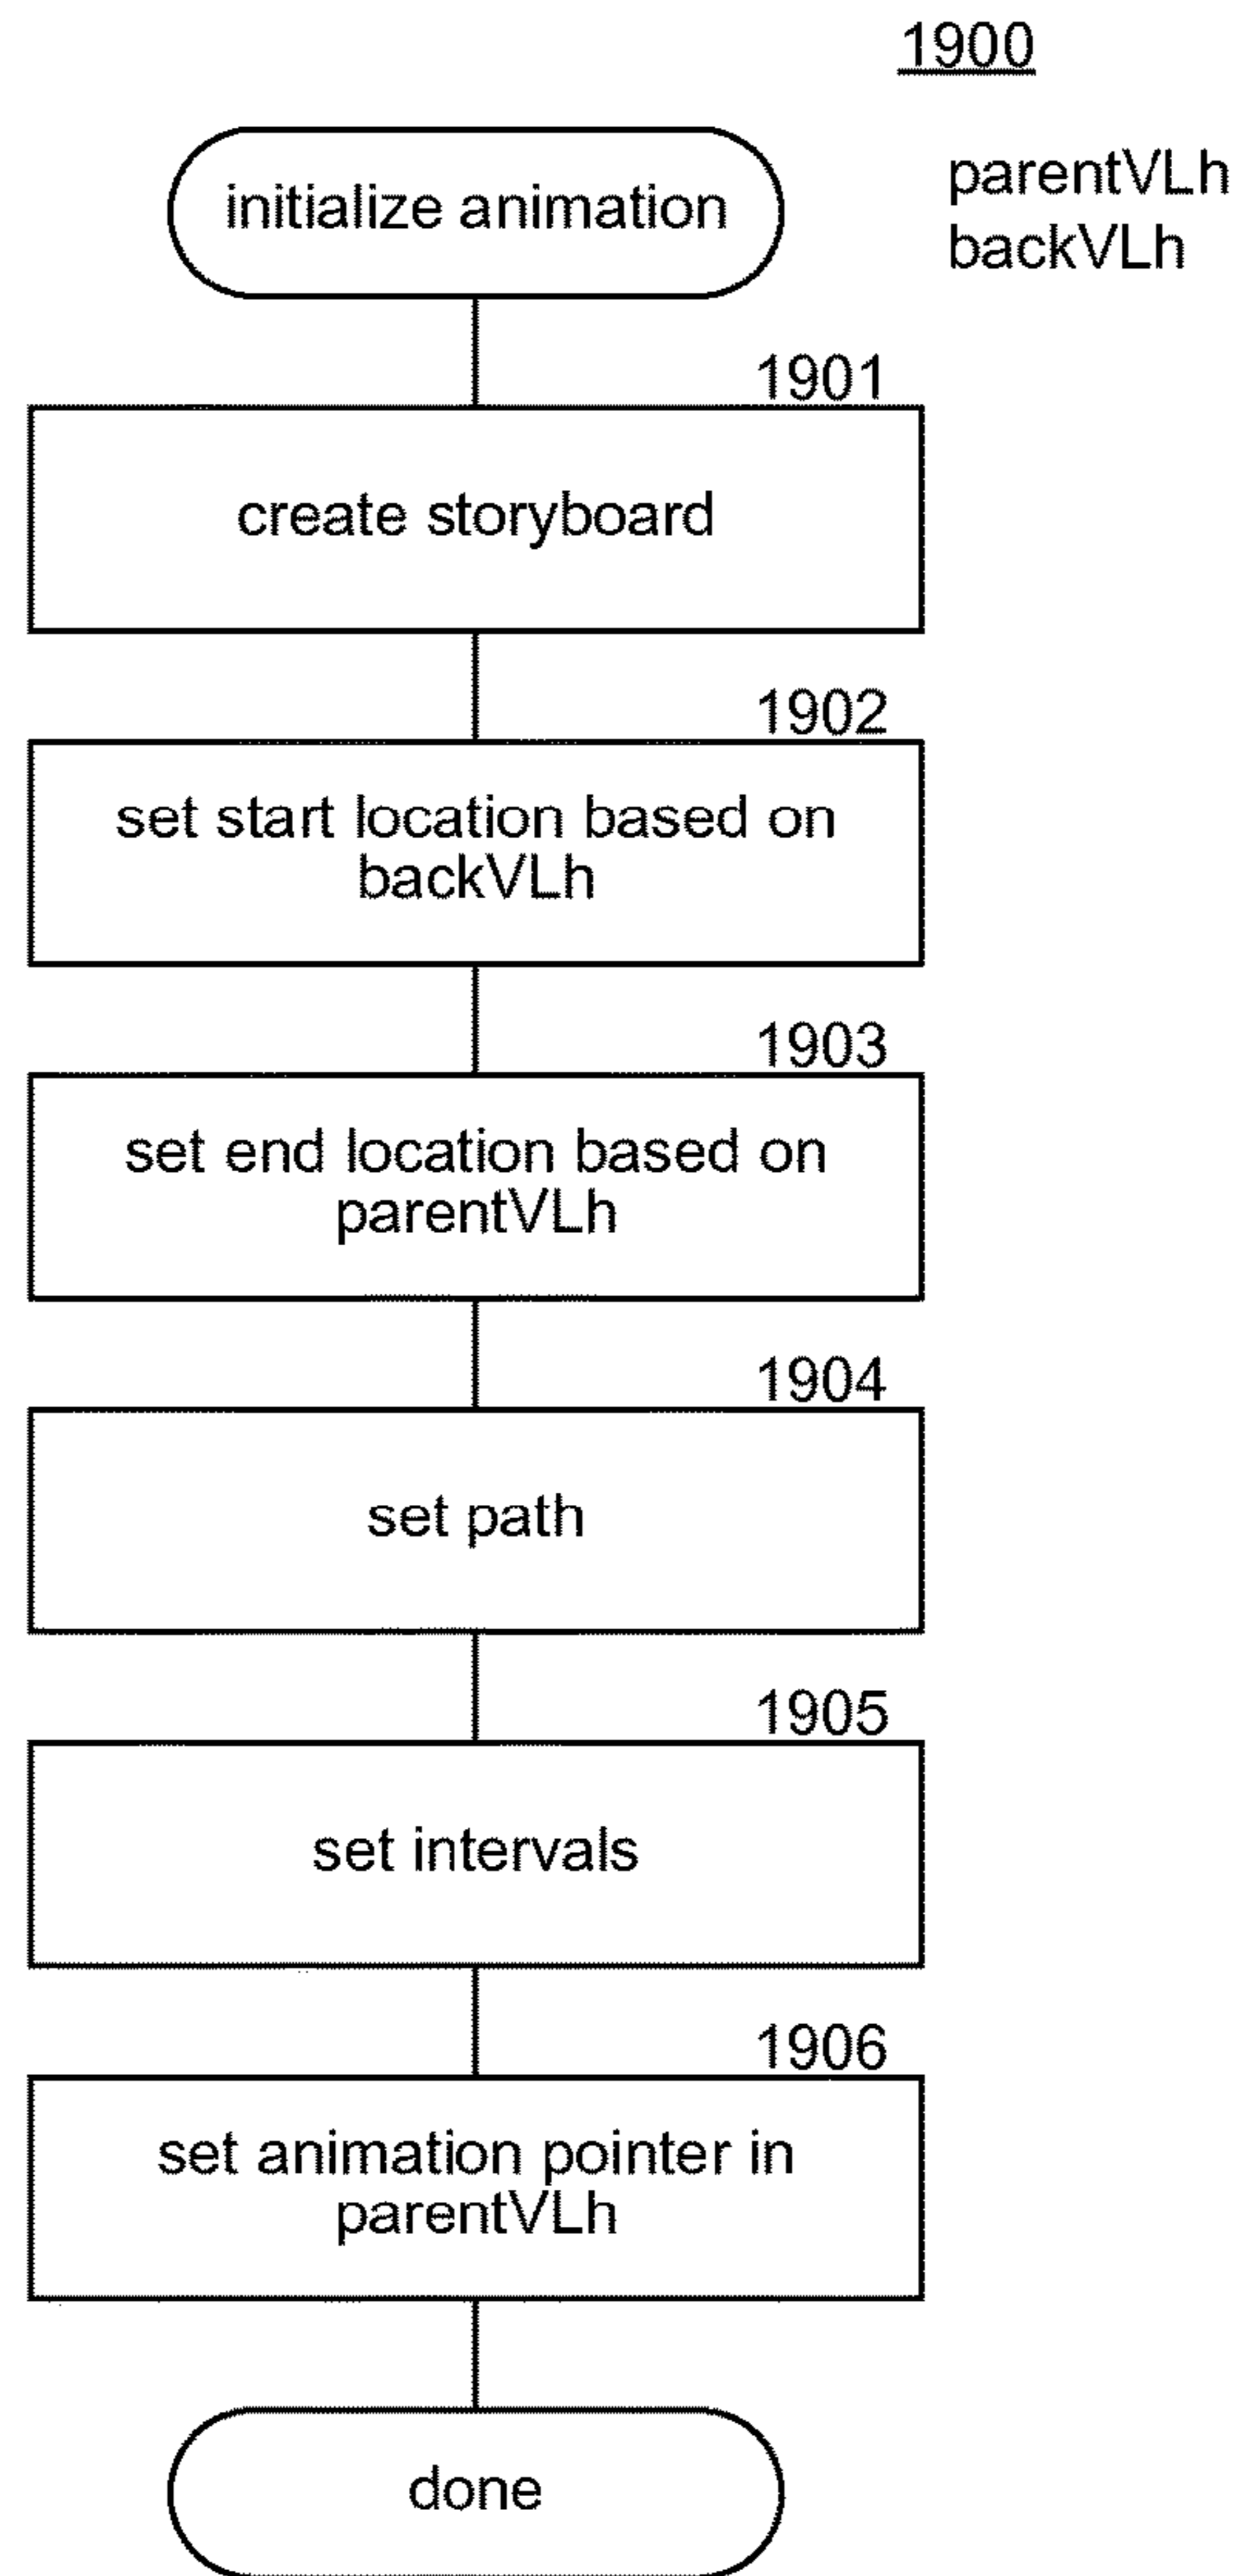 1900
parentVLh
backVLh
initialize animation
1901
create storyboard
1902
set start location based on
backVLh
1903
set end location based on
parentVLh
1904
set path
1905
set intervals
1906
set animation pointer in
parentVLh
done